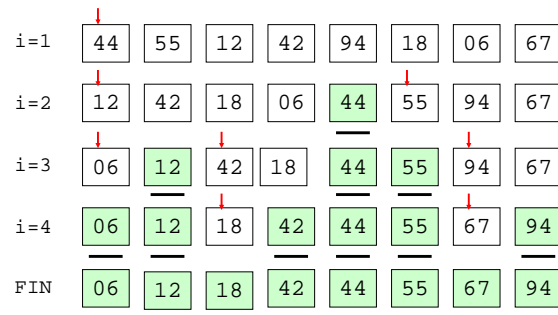 i=1 44 55 12 42 94 18 06 67
i=2 12 42 18 06 44 55 94 67
i=3 06 12 42 18 44 55 94 67
i=4 06 12 18 42 44 55 67 94
FIN 06 12 18 42 44 55 67 94